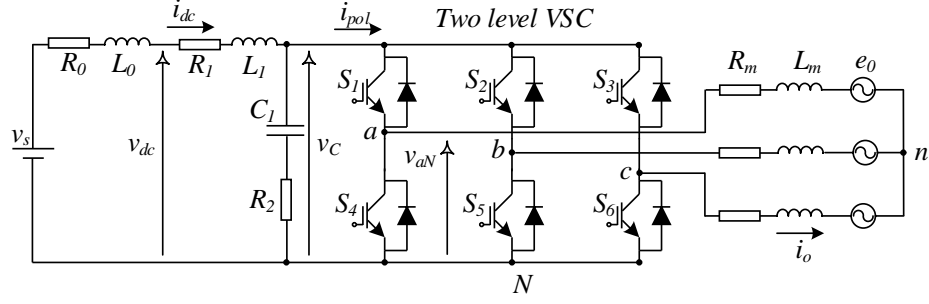 i_dc
i_pol
Two level VSC
R_0
L_0
R_1
L_1
S_1
S_2
S_3
R_m
L_m
e_0
C_1
v_s
v_dc
v_C
a
v_aN
b
n
c
R_2
S_4
S_5
S_6
i_o
N